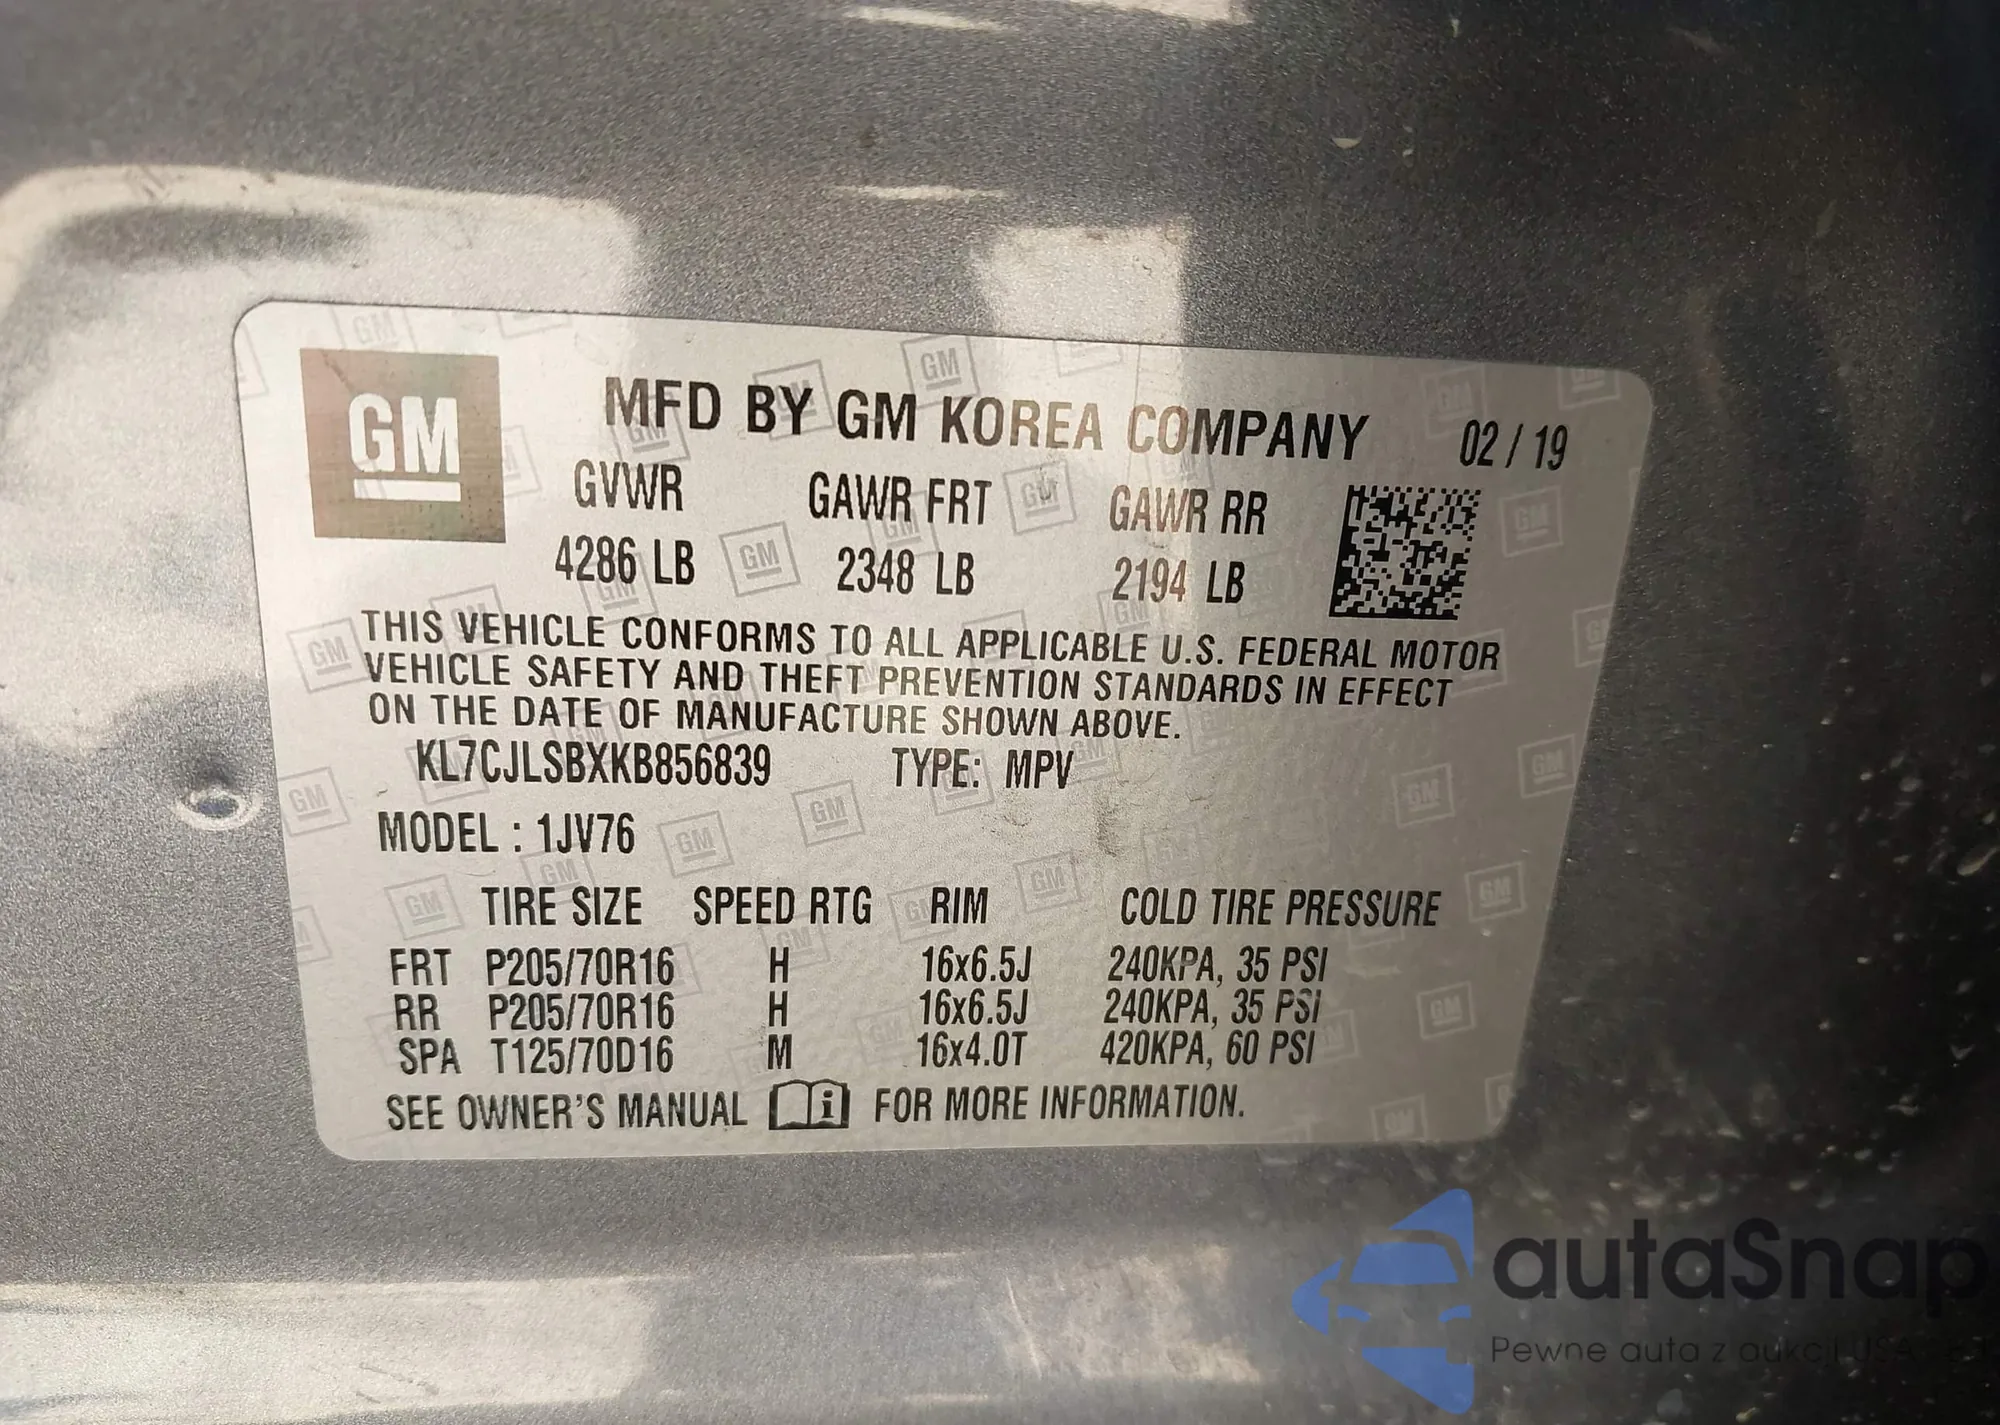 GM
MFD BY GM KOREA COMPANY 02 / 19
GVWR GAWR FRT GAWR RR
4286 LB 2348 LB 2194 LB
THIS VEHICLE CONFORMS TO ALL APPLICABLE U.S. FEDERAL MOTOR
VEHICLE SAFETY AND THEFT PREVENTION STANDARDS IN EFFECT
ON THE DATE OF MANUFACTURE SHOWN ABOVE.
KL7CJLSBXKB856839 TYPE: MPV
MODEL : 1JV76
TIRE SIZE SPEED RTG RIM COLD TIRE PRESSURE
FRT P205/70R16 H 16x6.5J 240KPA, 35 PSI
RR P205/70R16 H 16x6.5J 240KPA, 35 PSI
SPA T125/70D16 M 16x4.0T 420KPA, 60 PSI
SEE OWNER'S MANUAL i FOR MORE INFORMATION.
autaSnap
Pewne auta z aukcji USA